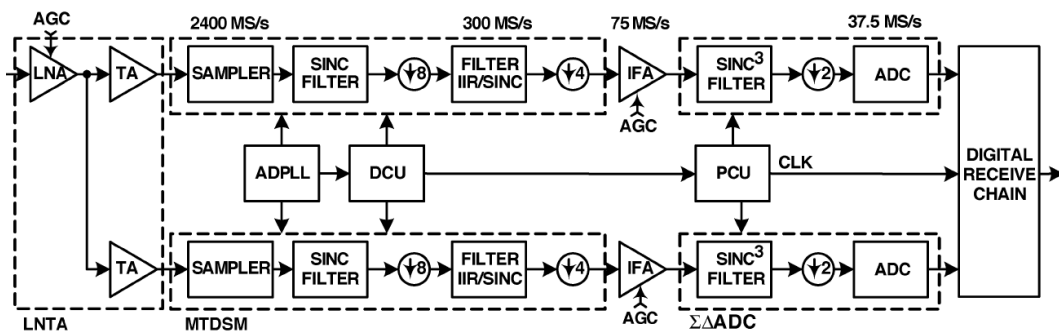 AGC
2400 MS/s
300 MS/s
75 MS/s
37.5 MS/s
LNA
TA
SAMPLER
SINC
FILTER
↓8
FILTER
IIR/SINC
↓4
IFA
AGC
SINC³
FILTER
↓2
ADC
ADPLL
DCU
PCU
CLK
DIGITAL
RECEIVE
CHAIN
TA
SAMPLER
SINC
FILTER
↓8
FILTER
IIR/SINC
↓4
IFA
AGC
SINC³
FILTER
↓2
ADC
LNTA
MTDSM
ΣΔADC